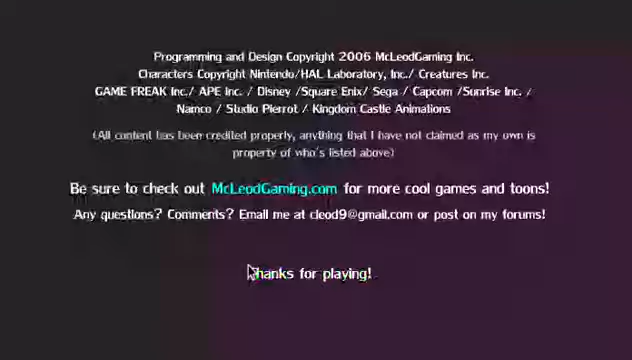 Programming and Design Copyright 2006 McLeodGaming Inc.
Characters Copyright Nintendo/HAL Laboratory, Inc./ Creatures Inc.
GAME FREAK Inc./ APE Inc. / Disney /Square Enix/ Sega / Capcom /Sunrise Inc. /
Namco / Studio Pierrot / Kingdom Castle Animations
(All content has been credited properly, anything that I have not claimed as my own is
property of who's listed above)
Be sure to check out McLeodGaming.com for more cool games and toons!
Any questions? Comments? Email me at cleod9@gmail.com or post on my forums!
Thanks for playing!